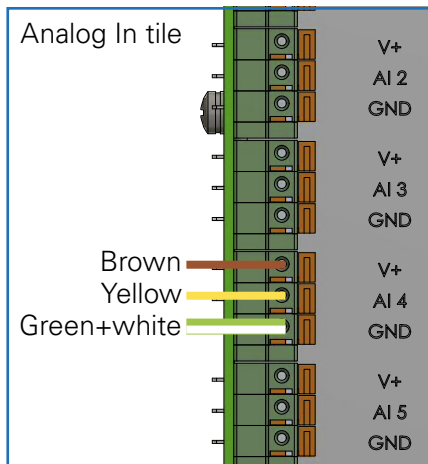 Analog In tile
V+
AI 2
GND
V+
AI 3
GND
Brown
V+
Yellow
AI 4
Green+white
GND
V+
AI 5
GND